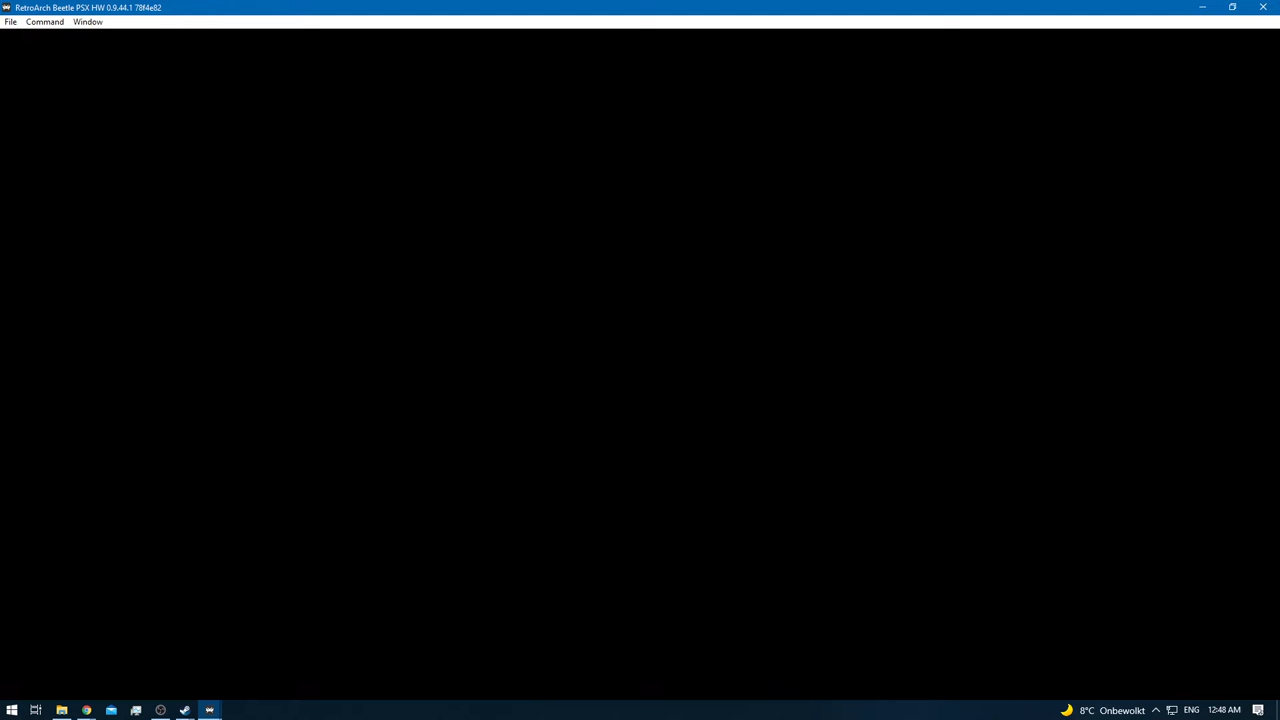 RetroArch Beetle PSX HW 0.9.44.1 78f4e82
File Command Window
8°C Onbewolkt ENG 12:48 AM